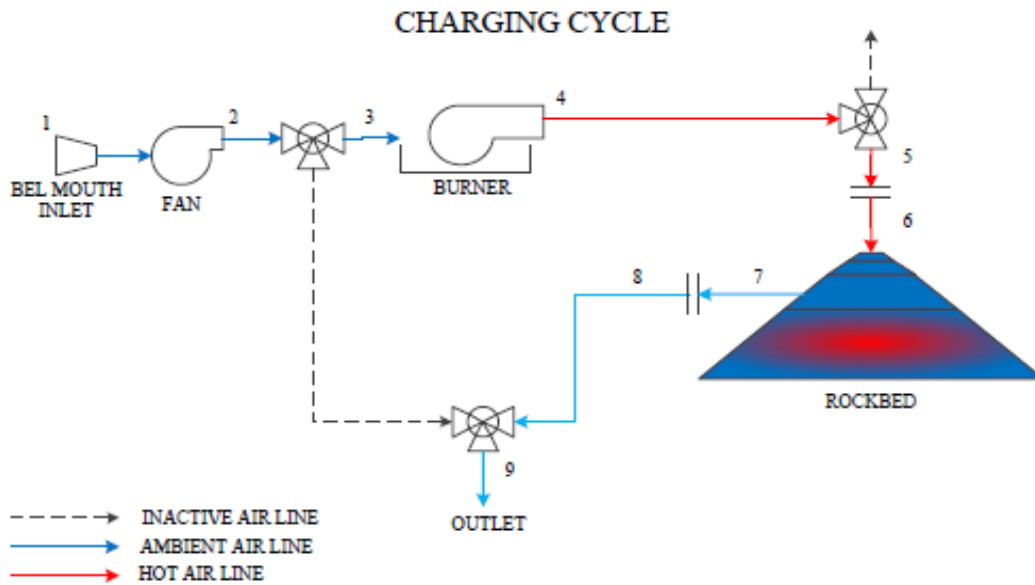 CHARGING CYCLE
1
2
3
4
BEL MOUTH
INLET
FAN
BURNER
5
6
7
8
ROCKBED
9
OUTLET
INACTIVE AIR LINE
AMBIENT AIR LINE
HOT AIR LINE